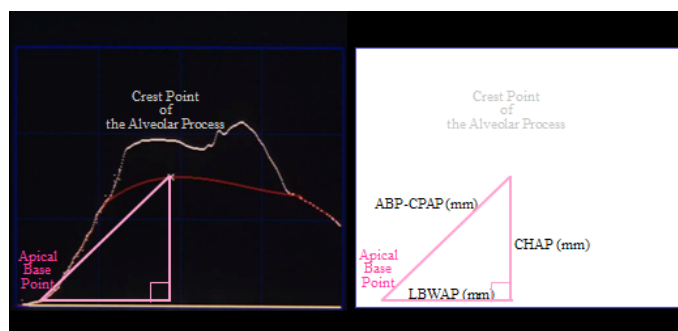 Crest Point
of
the Alveolar Process
Apical
Base
Point
Crest Point
of
the Alveolar Process
ABP-CPAP (mm)
CHAP (mm)
Apical
Base
Point
LBWAP (mm)